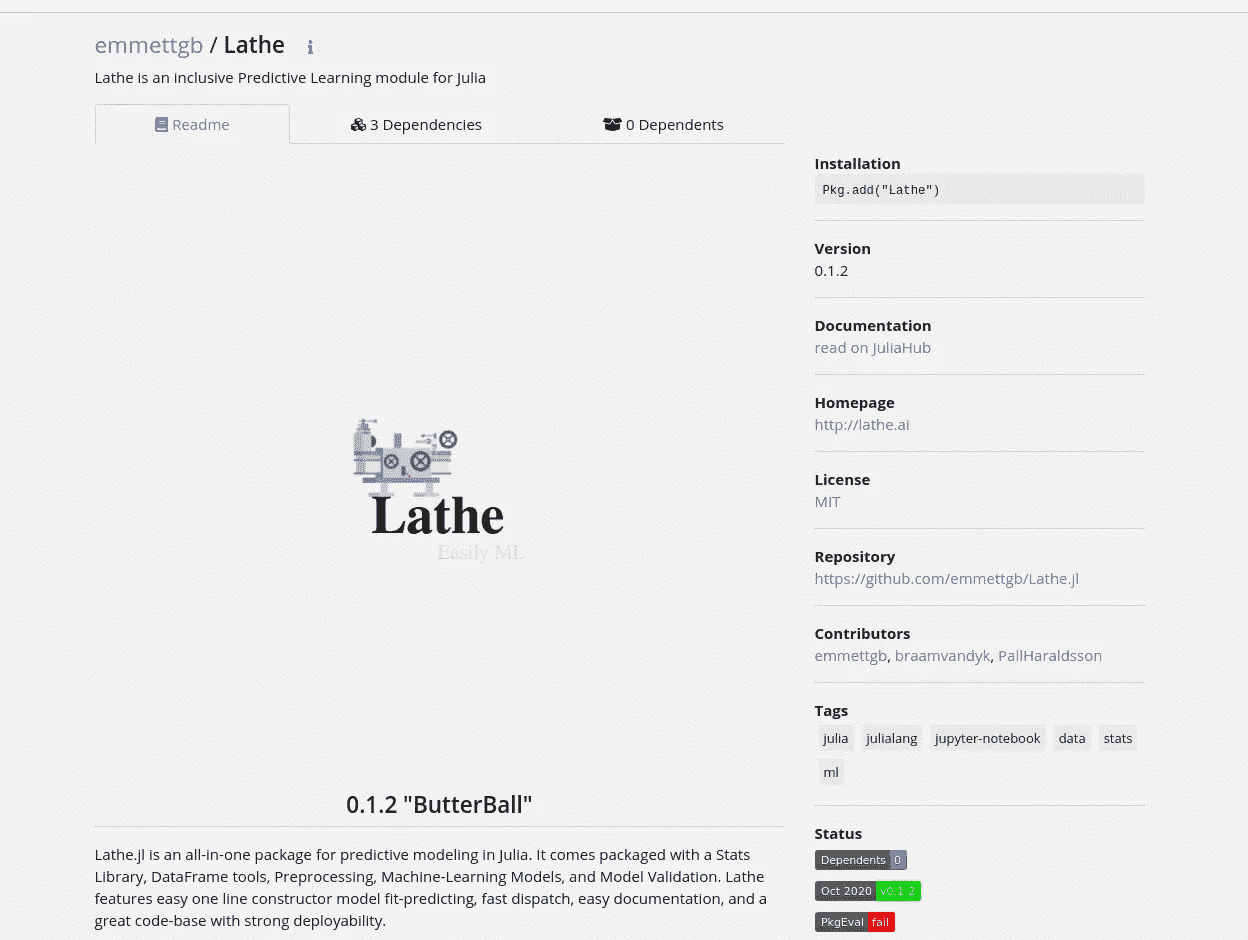 emmettgb / Lathe
Lathe is an inclusive Predictive Learning module for Julia
Readme
3 Dependencies
0 Dependents
Lathe
Easily ML
0.1.2 "ButterBall"
Lathe.jl is an all-in-one package for predictive modeling in Julia. It comes packaged with a Stats
Library, DataFrame tools, Preprocessing, Machine-Learning Models, and Model Validation. Lathe
features easy one line constructor model fit-predicting, fast dispatch, easy documentation, and a
great code-base with strong deployability.
Installation
Pkg.add("Lathe")
Version
0.1.2
Documentation
read on JuliaHub
Homepage
http://lathe.ai
License
MIT
Repository
https://github.com/emmettgb/Lathe.jl
Contributors
emmettgb, braamvandyk, PallHaraldsson
Tags
julia julialang jupyter-notebook data stats
ml
Status
Dependents 0
Oct 2020 v0.1.2
PkgEval fail